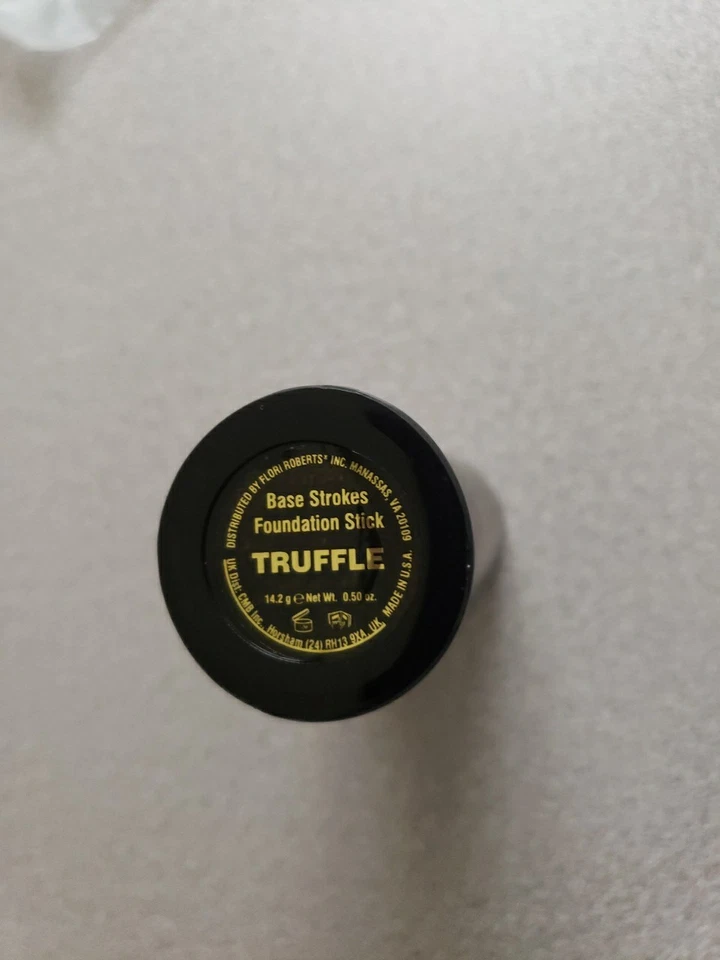 DISTRIBUTED BY FLORI ROBERTS® INC. MANASSAS, VA 20109
Base Strokes
Foundation Stick
TRUFFLE
14.2 g ℮ Net Wt. 0.50 oz.
UK Dist: CMB Inc., Horsham (24) RH13 9XA, UK
MADE IN U.S.A.